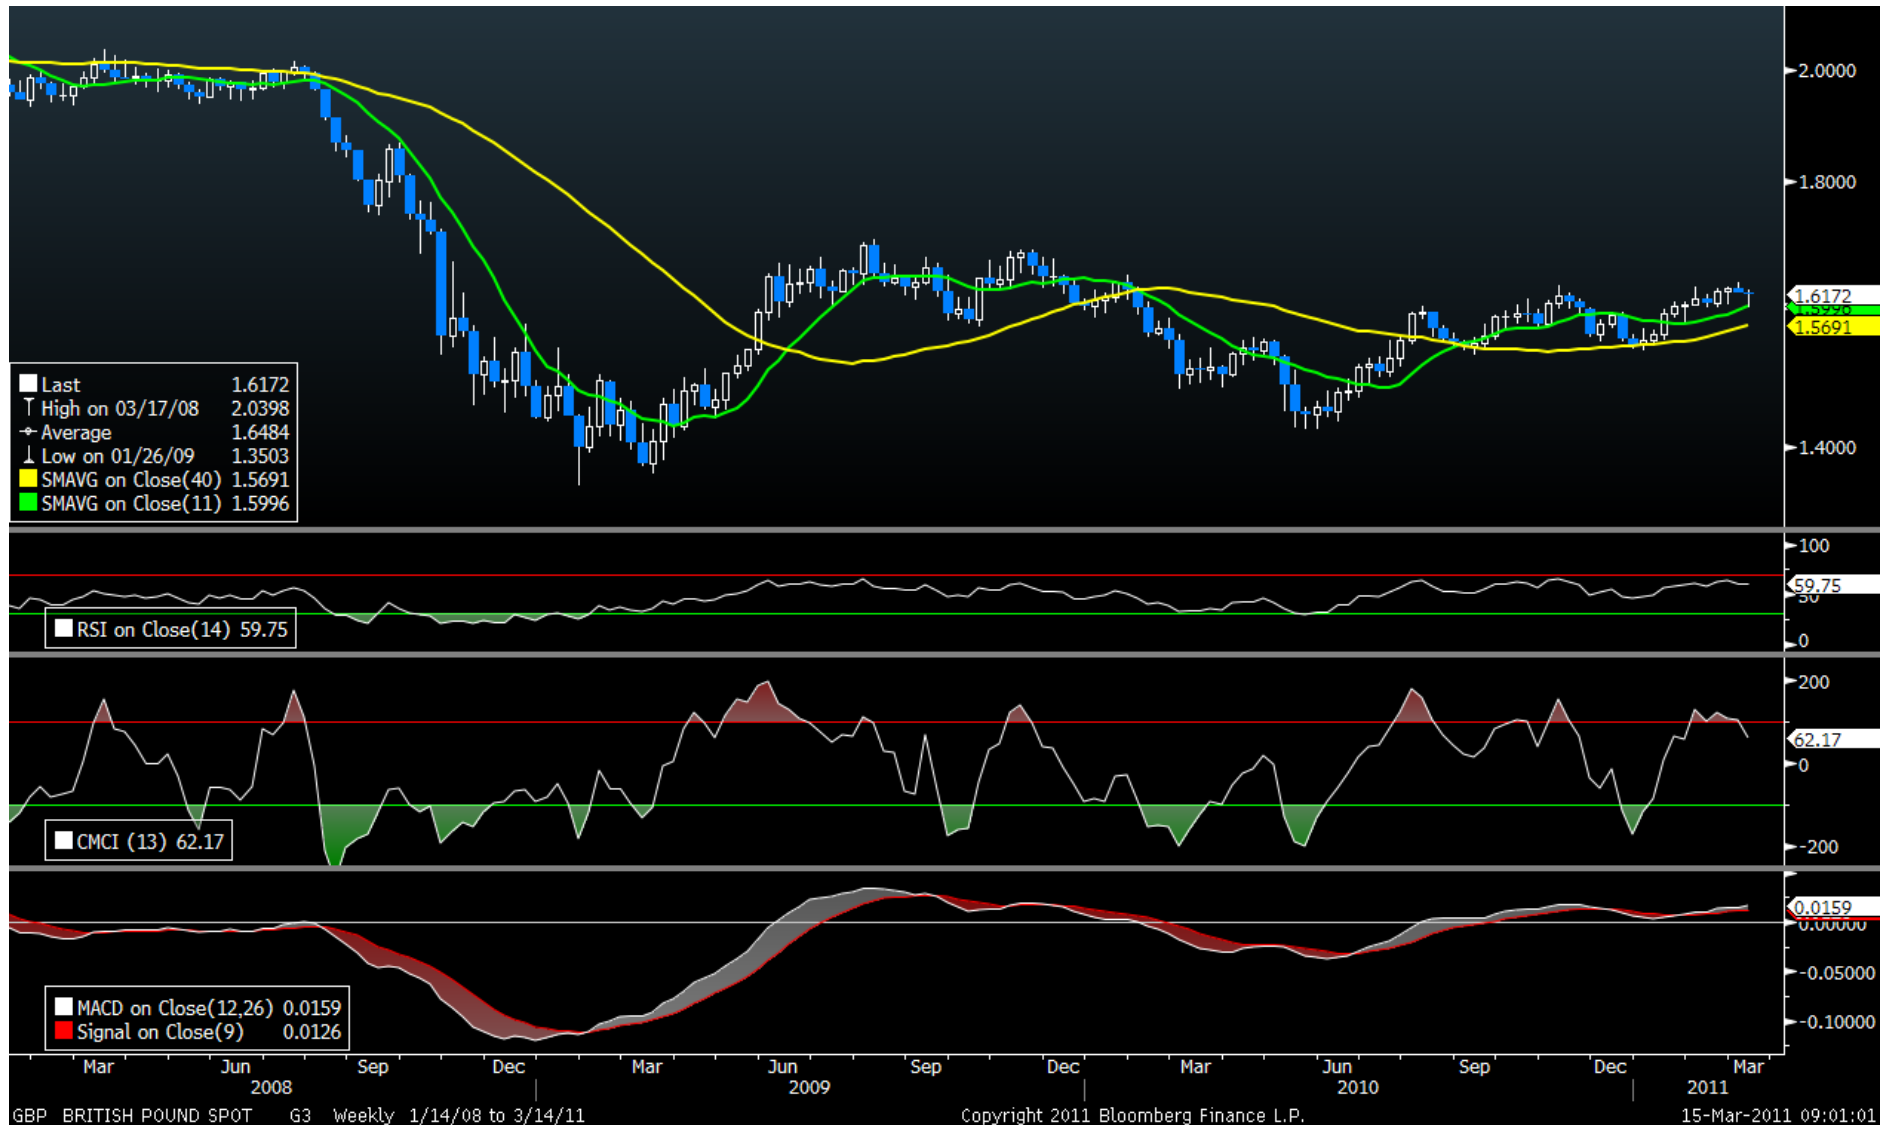 2.0000
1.8000
1.6172
1.5996
1.5691
1.4000
Last 1.6172
High on 03/17/08 2.0398
Average 1.6484
Low on 01/26/09 1.3503
SMAVG on Close(40) 1.5691
SMAVG on Close(11) 1.5996
100
59.75
50
0
RSI on Close(14) 59.75
200
62.17
0
-200
CMCI (13) 62.17
0.0159
0.00000
-0.05000
-0.10000
MACD on Close(12,26) 0.0159
Signal on Close(9) 0.0126
Mar Jun Sep Dec Mar Jun Sep Dec Mar Jun Sep Dec Mar
2008 2009 2010 2011
GBP BRITISH POUND SPOT G3 Weekly 1/14/08 to 3/14/11 Copyright 2011 Bloomberg Finance L.P. 15-Mar-2011 09:01:01